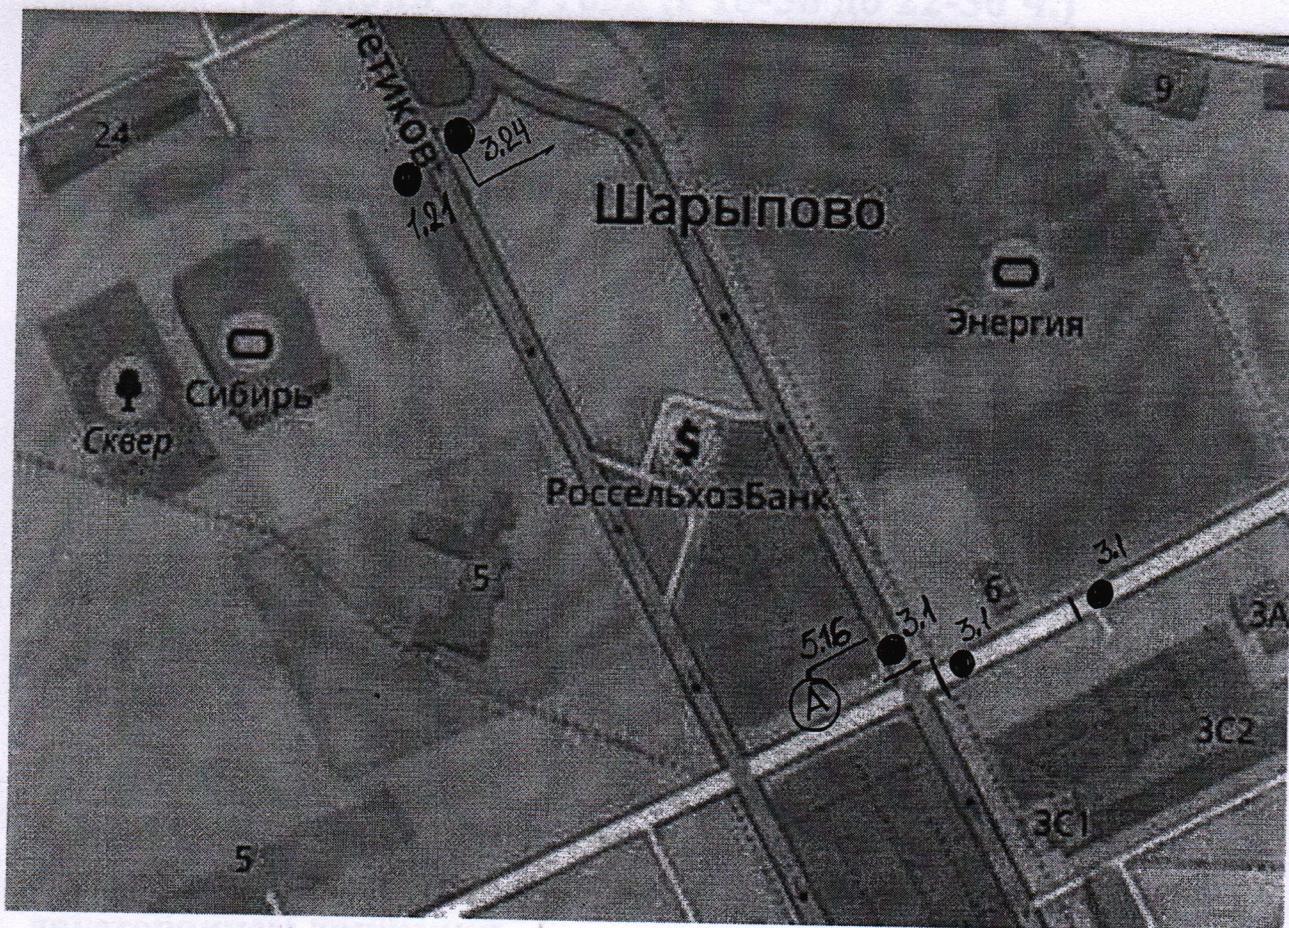 гетиков
24
9
3.24
1.21
Шарыпово
Энергия
Сибирь
Сквер
$
РоссельхозБанк
5
6
3.1
3.1
3.1
5.16
А
3А
3С2
3С1
5